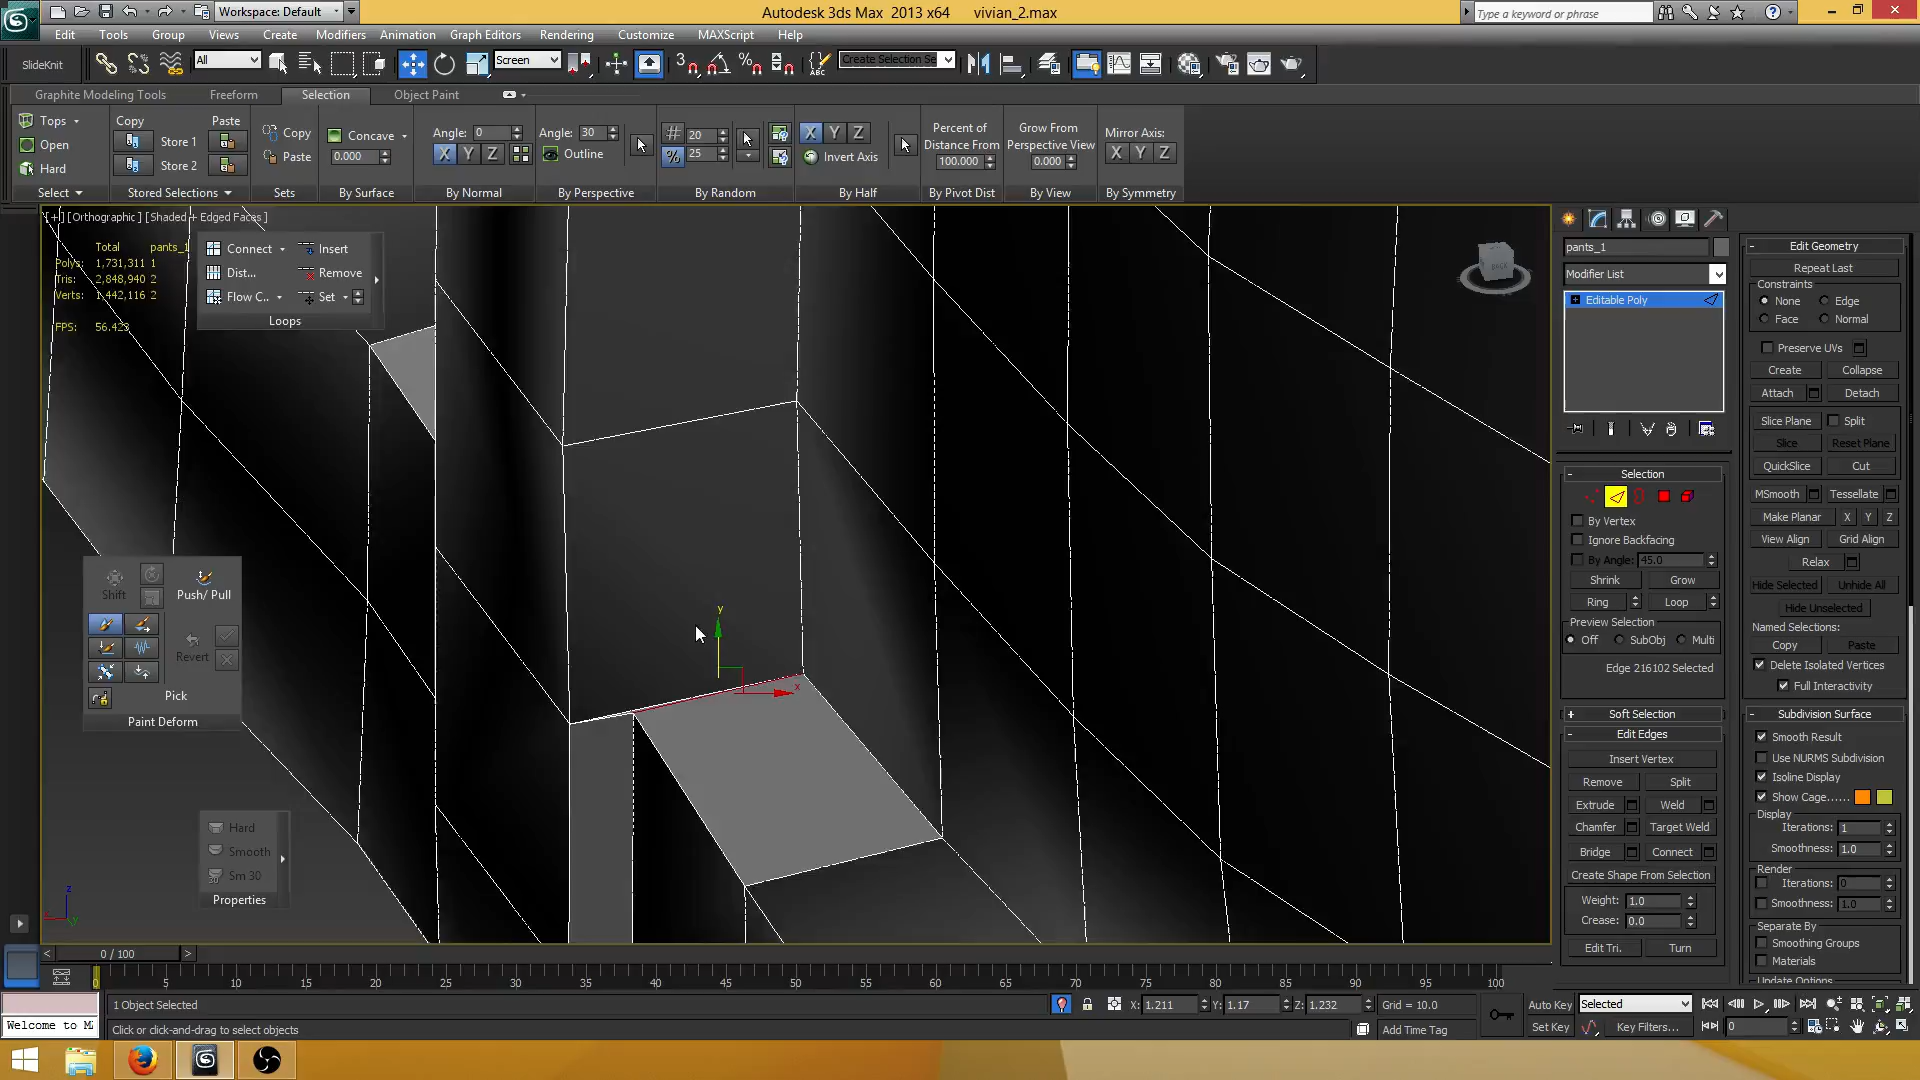 Workspace: Default
Autodesk 3ds Max 2013 x64 vivian_2.max
Type a keyword or phrase
Edit Tools Group Views Create Modifiers Animation Graph Editors Rendering Customize MAXScript Help
SlideKnit
All
Screen
Create Selection Se
Graphite Modeling Tools Freeform Selection Object Paint
Tops
Open
Hard
Select
Copy Paste
Store 1
Store 2
Stored Selections
Copy
Paste
Sets
Concave
0.000
By Surface
Angle: 0
X Y Z
By Normal
Angle: 30
Outline
By Perspective
# 20
% 25
By Random
X Y Z
Invert Axis
By Half
Percent of
Distance From
100.000
By Pivot Dist
Grow From
Perspective View
0.000
By View
Mirror Axis:
X Y Z
By Symmetry
[+] [Orthographic] [Shaded + Edged Faces]
Total pants_1
Polys: 1,731,311 1
Tris: 2,848,940 2
Verts: 1,442,116 2
FPS: 56.423
Connect Insert
Dist... Remove
Flow C.. Set
Loops
Shift Push/ Pull
Revert
Pick
Paint Deform
Hard
Smooth
Sm 30
Properties
y
x
z
BACK
pants_1
Modifier List
Editable Poly
Selection
By Vertex
Ignore Backfacing
By Angle: 45.0
Shrink Grow
Ring Loop
Preview Selection
Off SubObj Multi
Edge 216102 Selected
Soft Selection
Edit Edges
Insert Vertex
Remove Split
Extrude Weld
Chamfer Target Weld
Bridge Connect
Create Shape From Selection
Weight: 1.0
Crease: 0.0
Edit Tri. Turn
Edit Geometry
Repeat Last
Constraints
None Edge
Face Normal
Preserve UVs
Create Collapse
Attach Detach
Slice Plane Split
Slice Reset Plane
QuickSlice Cut
MSmooth Tessellate
Make Planar X Y Z
View Align Grid Align
Relax
Hide Selected Unhide All
Hide Unselected
Named Selections:
Copy Paste
Delete Isolated Vertices
Full Interactivity
Subdivision Surface
Smooth Result
Use NURMS Subdivision
Isoline Display
Show Cage......
Display
Iterations: 1
Smoothness: 1.0
Render
Iterations: 0
Smoothness: 1.0
Separate By
Smoothing Groups
Materials
Update Options
< 0 / 100 >
0 5 10 15 20 25 30 35 40 45 50 55 60 65 70 75 80 85 90 95 100
1 Object Selected
X: 1.211 Y: 1.17 Z: 1.232 Grid = 10.0
Auto Key Selected
Welcome to M
Click or click-and-drag to select objects
Add Time Tag
Set Key Key Filters... 0